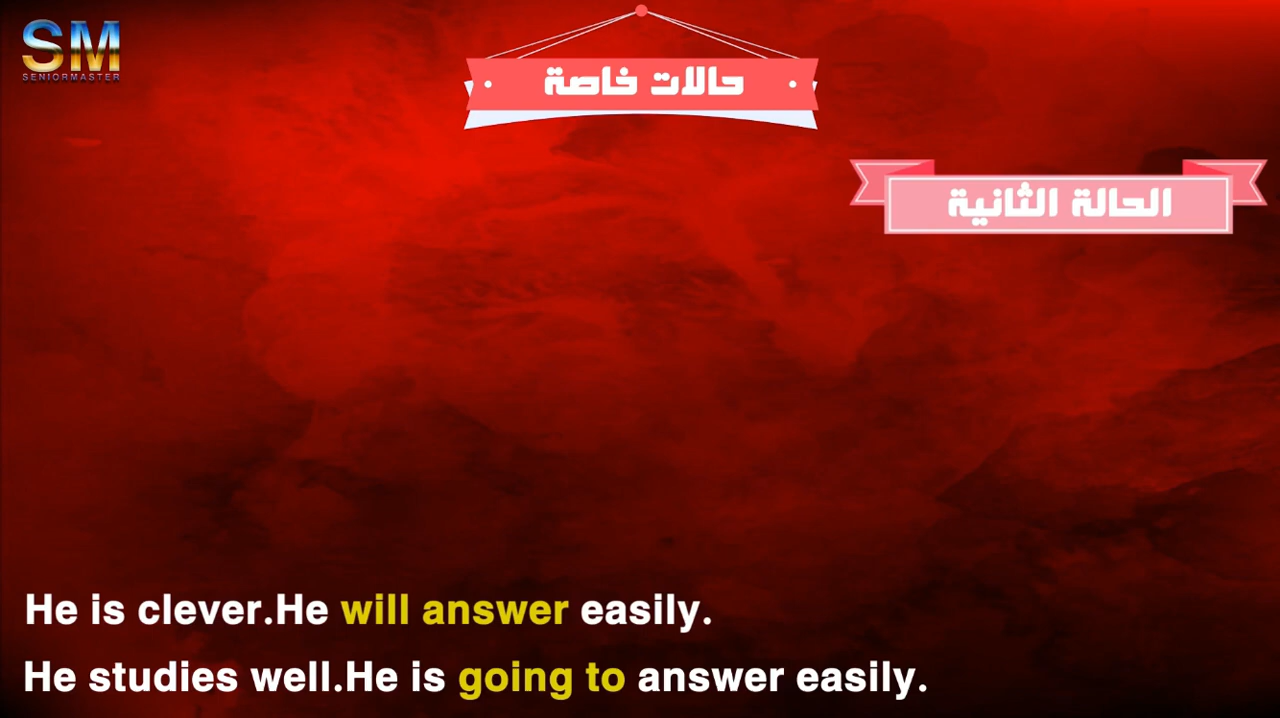 SM
SENIORMASTER
حالات خاصة
الحالة الثانية
He is clever.He will answer easily.
He studies well.He is going to answer easily.